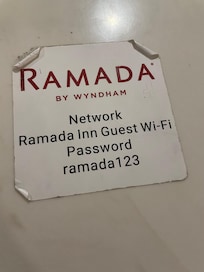 RAMADA
BY WYNDHAM
Network
Ramada Inn Guest Wi-Fi
Password
ramada123